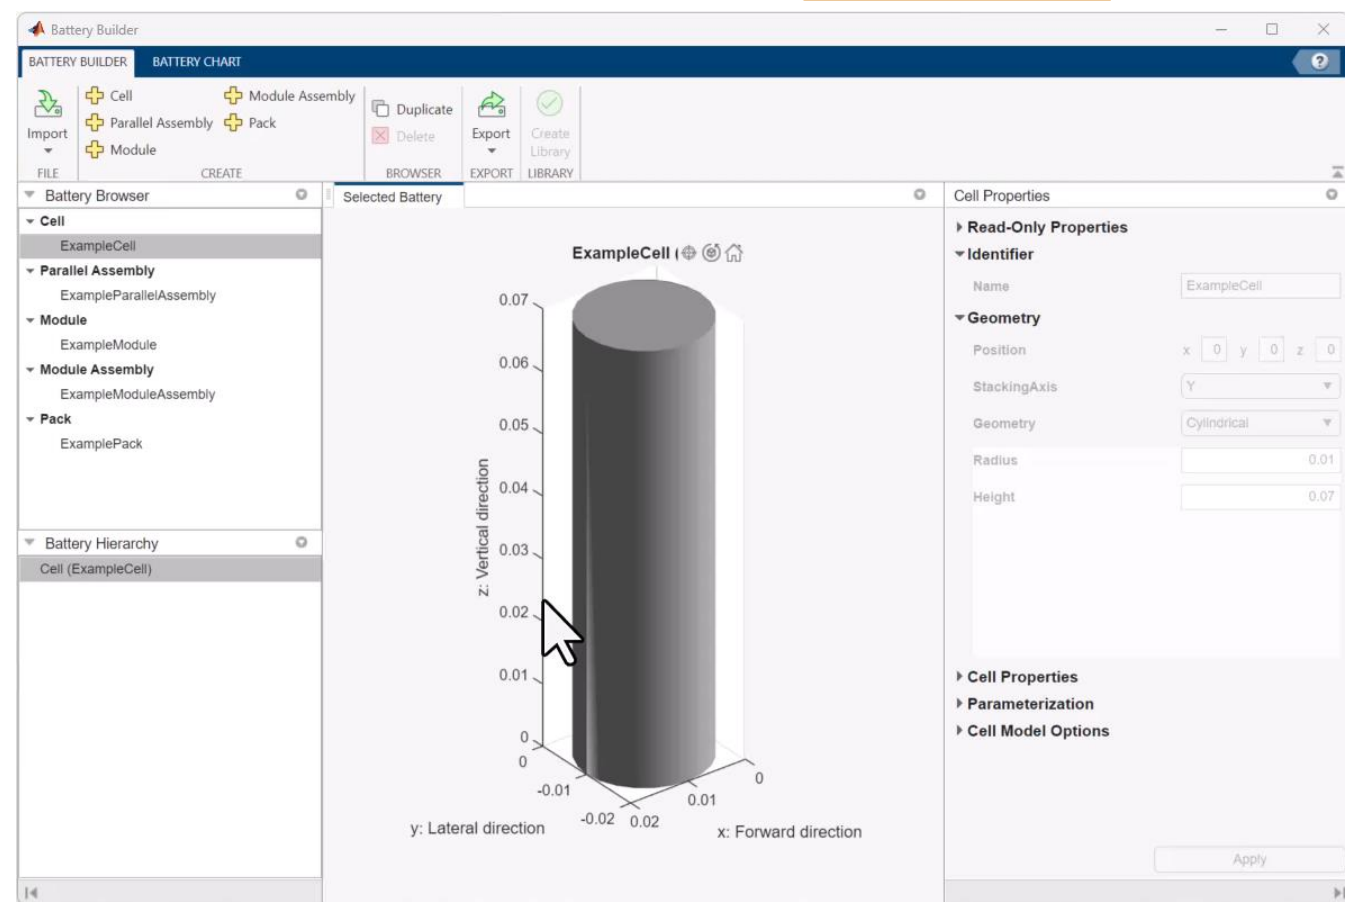 Battery Builder
BATTERY BUILDER BATTERY CHART
Import
Cell
Parallel Assembly
Module
Module Assembly
Pack
Duplicate
Delete
Export
Create
Library
FILE CREATE BROWSER EXPORT LIBRARY
Battery Browser
Cell
ExampleCell
Parallel Assembly
ExampleParallelAssembly
Module
ExampleModule
Module Assembly
ExampleModuleAssembly
Pack
ExamplePack
Battery Hierarchy
Cell (ExampleCell)
Selected Battery
ExampleCell (
0.07
0.06
0.05
0.04
0.03
0.02
0.01
0
z: Vertical direction
0
-0.01
-0.02
y: Lateral direction
0.02
0.01
0
x: Forward direction
Cell Properties
Read-Only Properties
Identifier
Name ExampleCell
Geometry
Position x 0 y 0 z 0
StackingAxis Y
Geometry Cylindrical
Radius 0.01
Height 0.07
Cell Properties
Parameterization
Cell Model Options
Apply